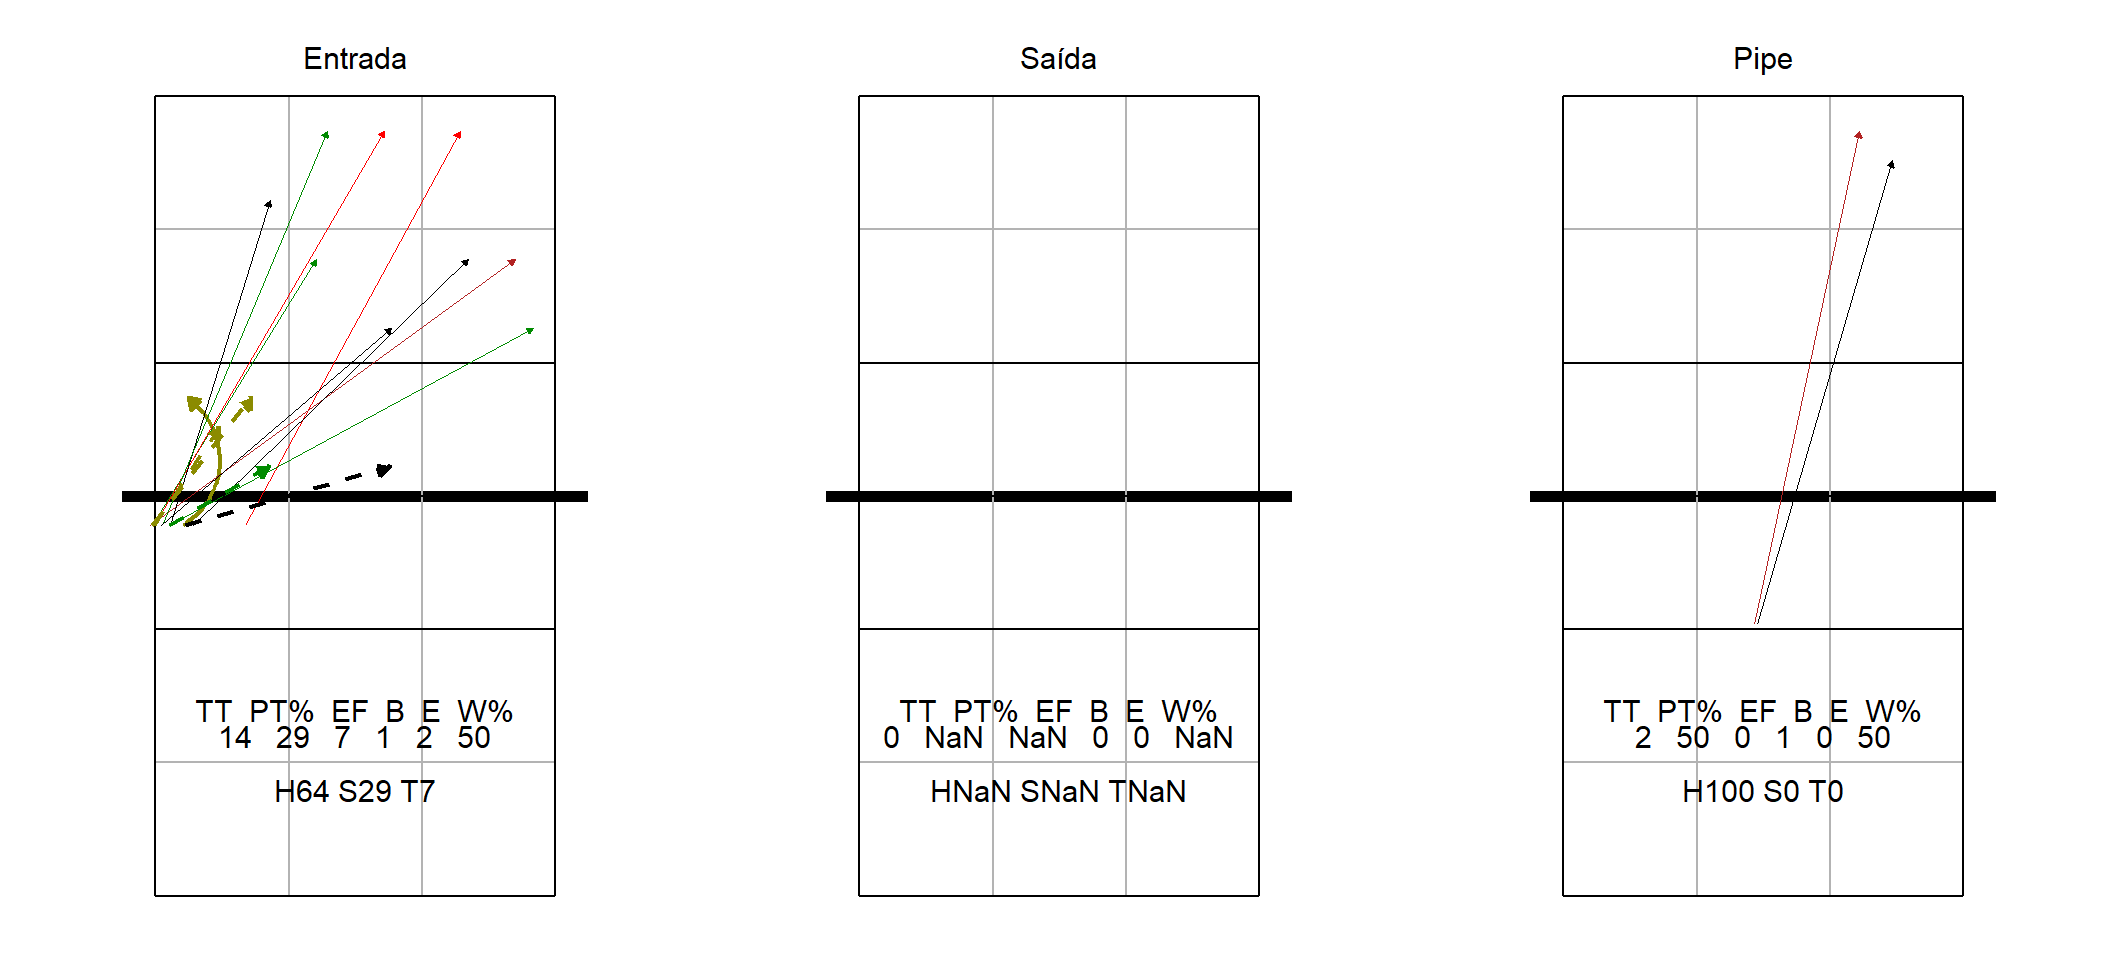 Entrada
TT PT% EF B E W%
14 29 7 1 2 50
H64 S29 T7
Saída
TT PT% EF B E W%
0 NaN NaN 0 0 NaN
HNaN SNaN TNaN
Pipe
TT PT% EF B E W%
2 50 0 1 0 50
H100 S0 T0